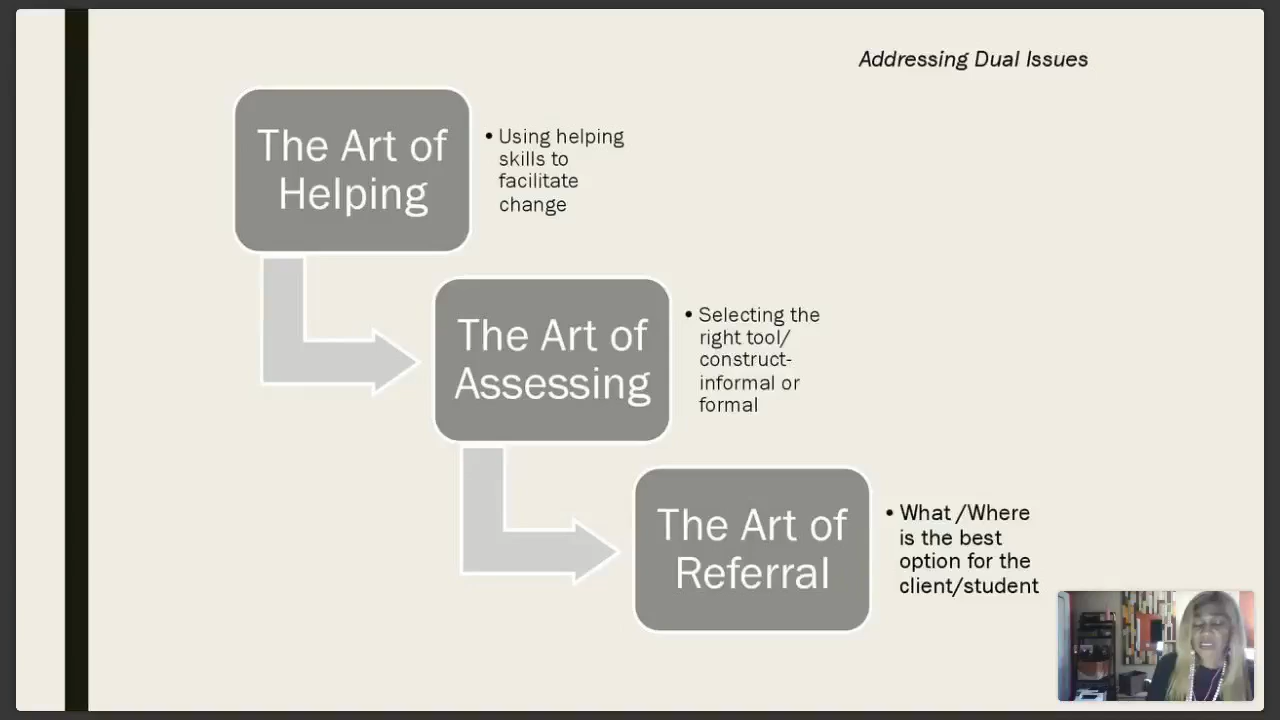 Addressing Dual Issues
The Art of
Helping
• Using helping
skills to
facilitate
change
The Art of
Assessing
• Selecting the
right tool/
construct-
informal or
formal
The Art of
Referral
• What /Where
is the best
option for the
client/student